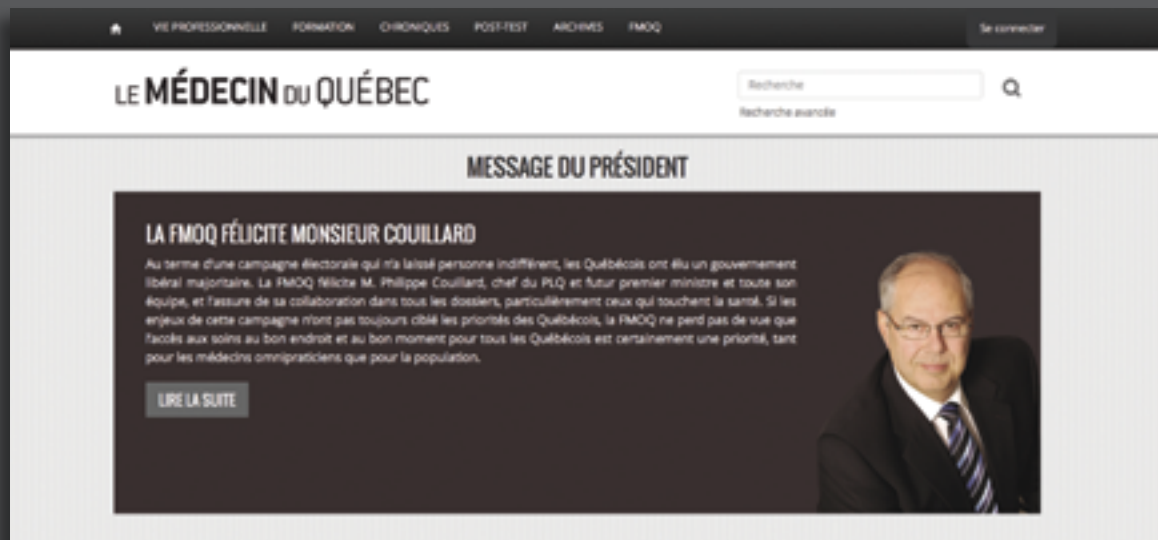 VIE PROFESSIONNELLE FORMATION CHRONIQUES POST-TEST ARCHIVES FMOQ Se connecter
LE MÉDECIN DU QUÉBEC
Recherche
Recherche avancée
MESSAGE DU PRÉSIDENT
LA FMOQ FÉLICITE MONSIEUR COUILLARD
Au terme d'une campagne électorale qui n'a laissé personne indifférent, les Québécois ont élu un gouvernement
libéral majoritaire. La FMOQ félicite M. Philippe Couillard, chef du PLQ et futur premier ministre et toute son
équipe, et l'assure de sa collaboration dans tous les dossiers, particulièrement ceux qui touchent la santé. Si les
enjeux de cette campagne n'ont pas toujours ciblé les priorités des Québécois, la FMOQ ne perd pas de vue que
l'accès aux soins au bon endroit et au bon moment pour tous les Québécois est certainement une priorité, tant
pour les médecins omnipraticiens que pour la population.
LIRE LA SUITE